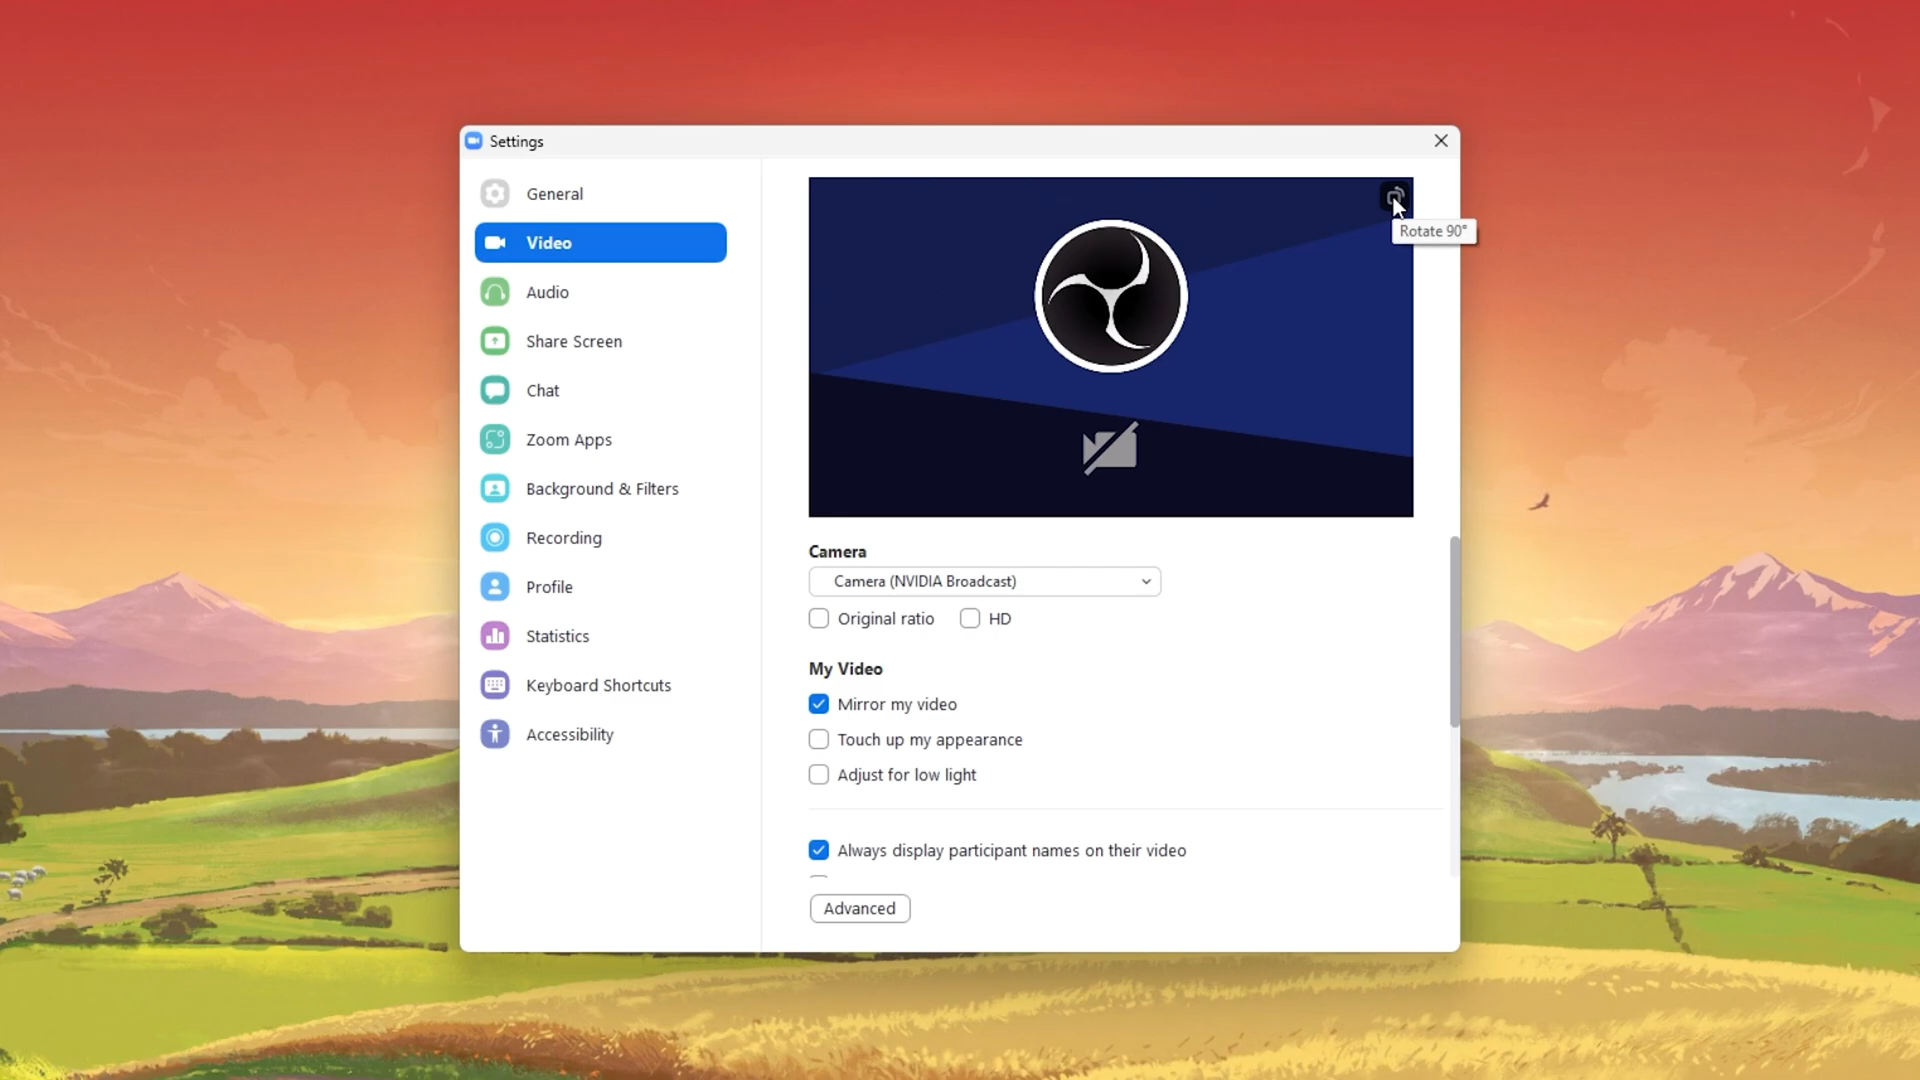 Settings
General
Video
Audio
Share Screen
Chat
Zoom Apps
Background & Filters
Recording
Profile
Statistics
Keyboard Shortcuts
Accessibility
Rotate 90°
Camera
Camera (NVIDIA Broadcast)
Original ratio HD
My Video
Mirror my video
Touch up my appearance
Adjust for low light
Always display participant names on their video
Advanced